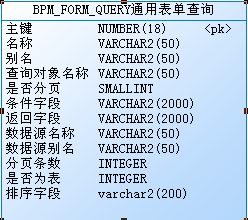 BPM_FORM_QUERY通用表单查询
主键 NUMBER(18) <pk>
名称 VARCHAR2(50)
别名 VARCHAR2(50)
查询对象名称 VARCHAR2(50)
是否分页 SMALLINT
条件字段 VARCHAR2(2000)
返回字段 VARCHAR2(2000)
数据源名称 VARCHAR2(50)
数据源别名 VARCHAR2(50)
分页条数 INTEGER
是否为表 INTEGER
排序字段 varchar2(200)